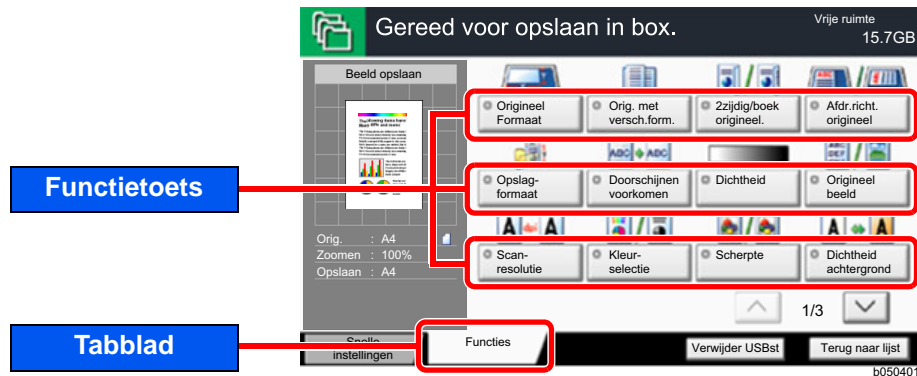 Gereed voor opslaan in box.
Vrije ruimte
15.7GB
Beeld opslaan
Origineel
Formaat
Orig. met
versch.form.
2zijdig/boek
origineel.
Afdr.richt.
origineel
ABC
ABC
Functietoets
Opslag-
formaat
Doorschijnen
voorkomen
Dichtheid
Origineel
beeld
A
A
A
A
Orig. : A4
Zoomen : 100%
Opslaan : A4
Scan-
resolutie
Kleur-
selectie
Scherpte
Dichtheid
achtergrond
1/3
Tabblad
Snelle
instellingen
Functies
Verwijder USBst
Terug naar lijst
b050401